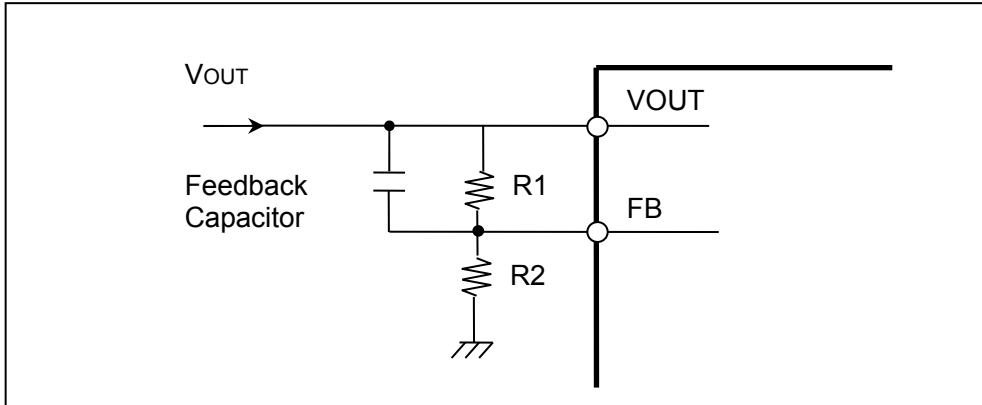 VOUT
VOUT
Feedback
Capacitor
R1
FB
R2